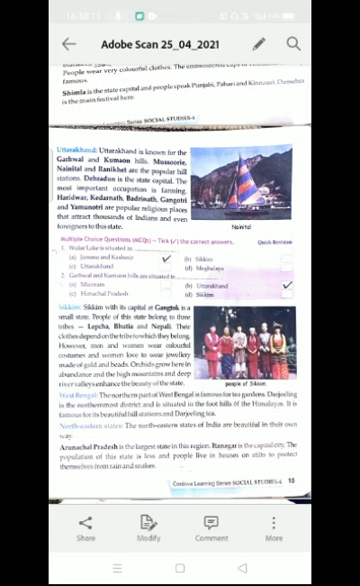 Adobe Scan 25_04_2021
People wear very colourful clothes. The embroidered caps of
famous.
Shimla is the state capital and people speak Punjabi, Pahari and Kinnauri. Dussehra
is the main festival here.
Series SOCIAL STUDIES-4
Uttarakhand: Uttarakhand is known for the
Garhwal and Kumaon hills. Mussoorie,
Nainital and Ranikhet are the popular hill
stations. Dehradun is the state capital. The
most important occupation is farming.
Haridwar, Kedarnath, Badrinath, Gangotri
and Yamunotri are popular religious places
that attract thousands of Indians and even
foreigners to this state.
Nainital
Multiple Choice Questions (MCQs) – Tick (✓) the correct answers.
Quick Revision
1. Wular Lake is situated in
(a) Jammu and Kashmir ✓ (b) Sikkim
(c) Uttarakhand (d) Meghalaya
2. Garhwal and Kumaon hills are situated in
(a) Mizoram (b) Uttarakhand ✓
(c) Himachal Pradesh (d) Sikkim
Sikkim: Sikkim with its capital at Gangtok is a
small state. People of this state belong to three
tribes – Lepcha, Bhutia and Nepali. Their
clothes depend on the tribe to which they belong.
However, men and women wear colourful
costumes and women love to wear jewellery
made of gold and beads. Orchids grow here in
abundance and the high mountains and deep
river valleys enhance the beauty of the state.
people of Sikkim
West Bengal: The northern part of West Bengal is famous for tea gardens. Darjeeling
is the northernmost district and is situated in the foot hills of the Himalayas. It is
famous for its beautiful hill stations and Darjeeling tea.
North-eastern states: The north-eastern states of India are beautiful in their own
way.
Arunachal Pradesh is the largest state in this region. Itanagar is the capital city. The
population of this state is less and people live in houses on stilts to protect
themselves from rain and snakes.
Cordova Learning Series SOCIAL STUDIES-4 13
Share Modify Comment More